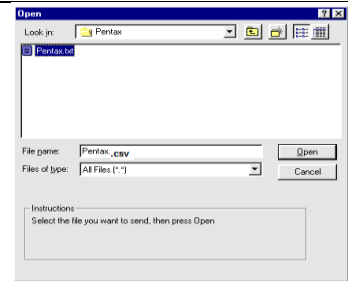 Open
Look in: Pentax
Pentax.txt
File name: Pentax.csv Open
Files of type: All Files (*.*) Cancel
Instructions
Select the file you want to send, then press Open